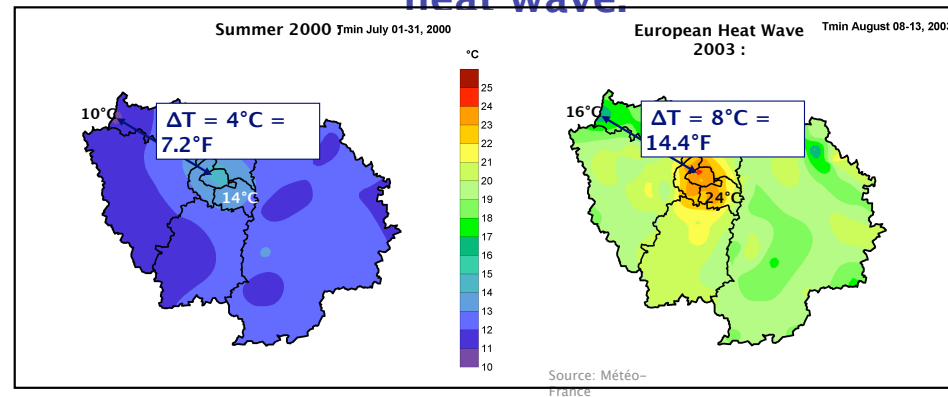 heat wave.
Summer 2000 :
Tmin July 01-31, 2000
European Heat Wave
2003 :
Tmin August 08-13, 2003
°C
25
24
23
22
21
20
19
18
17
16
15
14
13
12
11
10
10°C
ΔT = 4°C =
7.2°F
14°C
16°C
ΔT = 8°C =
14.4°F
24°C
Source: Météo-
France